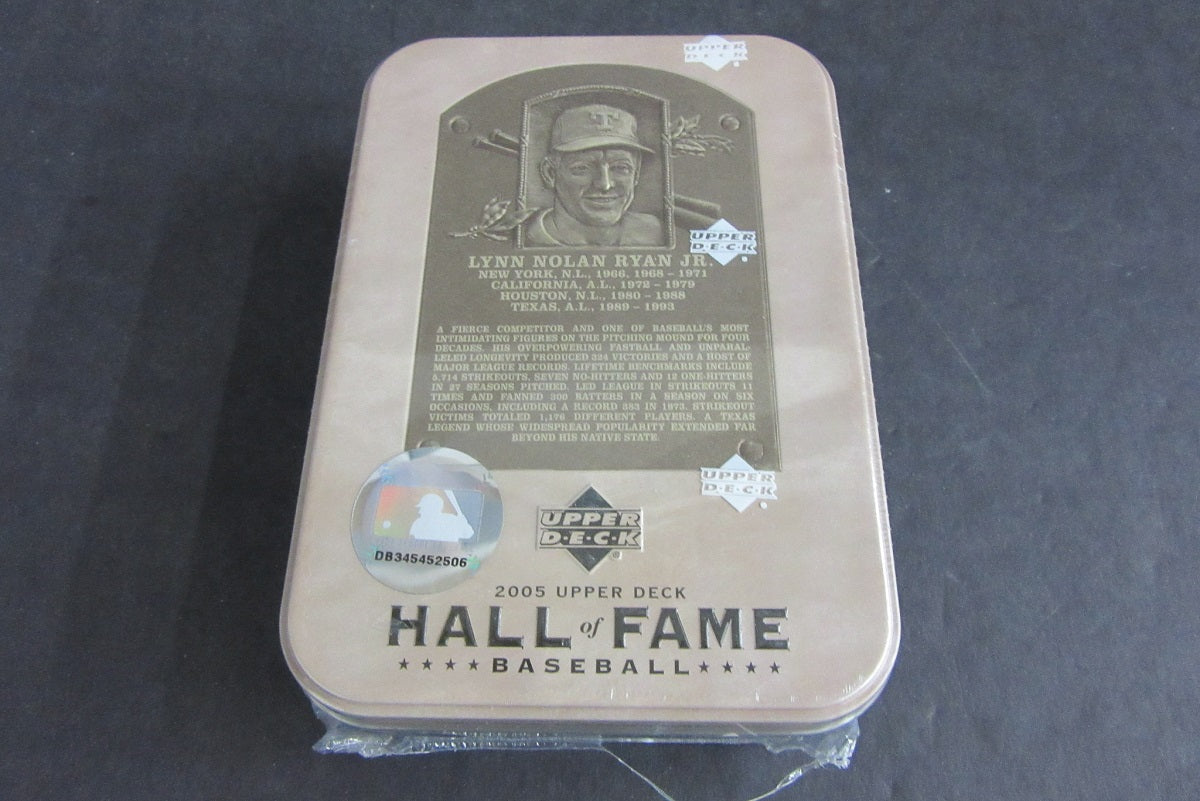 UPPER
D·E·C·K
T
LYNN NOLAN RYAN JR.
UPPER
D·E·C·K
NEW YORK, N.L., 1966, 1968 – 1971
CALIFORNIA, A.L., 1972 – 1979
HOUSTON, N.L., 1980 – 1988
TEXAS, A.L., 1989 – 1993
A FIERCE COMPETITOR AND ONE OF BASEBALL'S MOST
INTIMIDATING FIGURES ON THE PITCHING MOUND FOR FOUR
DECADES. HIS OVERPOWERING FASTBALL AND UNPARAL-
LELED LONGEVITY PRODUCED 324 VICTORIES AND A HOST OF
MAJOR LEAGUE RECORDS. LIFETIME BENCHMARKS INCLUDE
5,714 STRIKEOUTS, SEVEN NO-HITTERS AND 12 ONE-HITTERS
IN 27 SEASONS PITCHED. LED LEAGUE IN STRIKEOUTS 11
TIMES AND FANNED 300 BATTERS IN A SEASON ON SIX
OCCASIONS, INCLUDING A RECORD 383 IN 1973. STRIKEOUT
VICTIMS TOTALED 1,176 DIFFERENT PLAYERS. A TEXAS
LEGEND WHOSE WIDESPREAD POPULARITY EXTENDED FAR
BEYOND HIS NATIVE STATE.
UPPER
D·E·C·K
DB345452506
UPPER
D·E·C·K
2005 UPPER DECK
HALL of FAME
★★★★BASEBALL★★★★